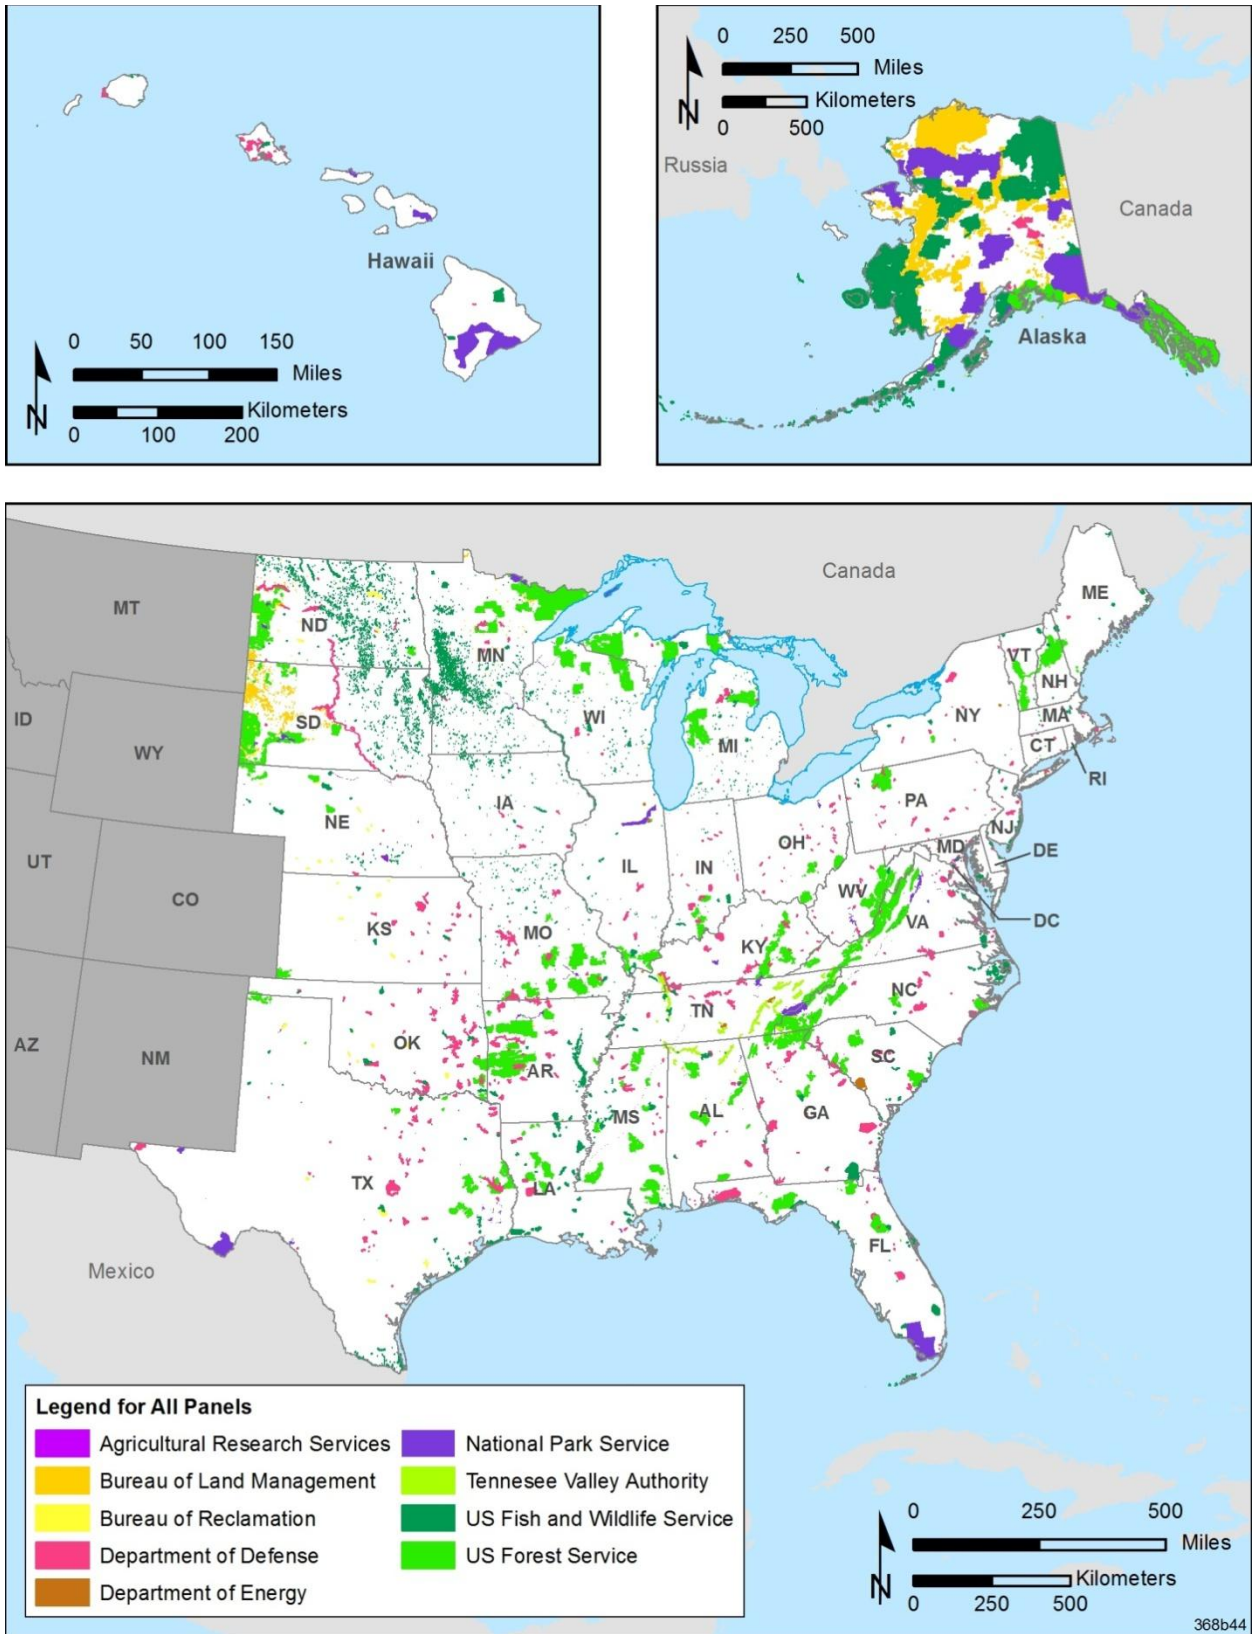 0 250 500
Miles
N
Kilometers
0 500
Russia
Canada
Alaska
Hawaii
0 50 100 150
Miles
N
Kilometers
0 100 200
Canada
MT
ND
MN
ME
VT
NH
ID
SD
WI
NY
MA
WY
MI
CT
RI
IA
PA
NE
NJ
OH
MD
DE
UT
IL
IN
CO
WV
KS
MO
KY
VA
DC
NC
TN
AZ
NM
OK
AR
SC
MS
AL
GA
TX
LA
FL
Mexico
Legend for All Panels
Agricultural Research Services
Bureau of Land Management
Bureau of Reclamation
Department of Defense
Department of Energy
National Park Service
Tennesee Valley Authority
US Fish and Wildlife Service
US Forest Service
0 250 500
Miles
N
Kilometers
0 250 500
368b44